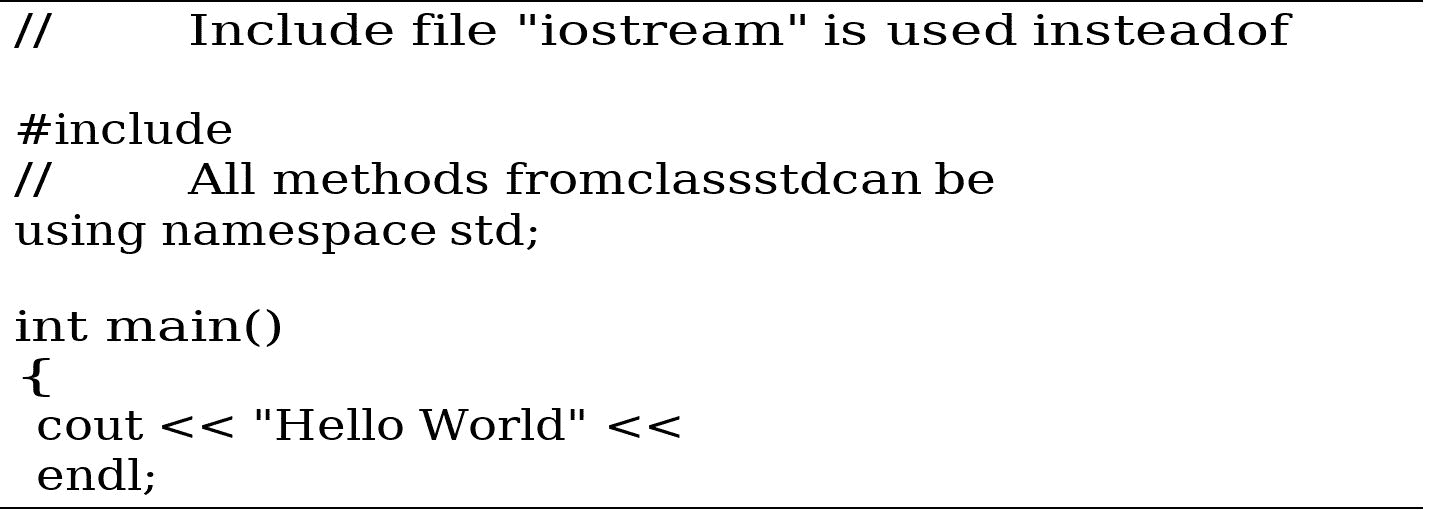 // Include file "iostream" is used insteadof
#include
// All methods fromclassstdcan be
using namespace std;
int main()
{
cout << "Hello World" <<
endl;